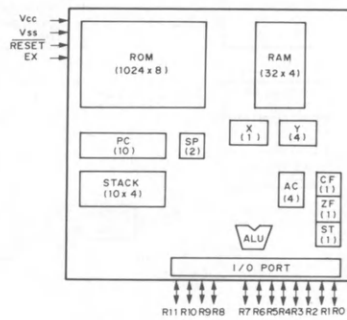 Vcc
Vss
RESET
EX
ROM
(1024 x 8)
RAM
(32 x 4)
X
(1)
Y
(4)
PC
(10)
SP
(2)
STACK
(10 x 4)
AC
(4)
CF
(1)
ZF
(1)
ST
(1)
ALU
I/O PORT
R11 R10 R9 R8 R7 R6 R5 R4 R3 R2 R1 R0